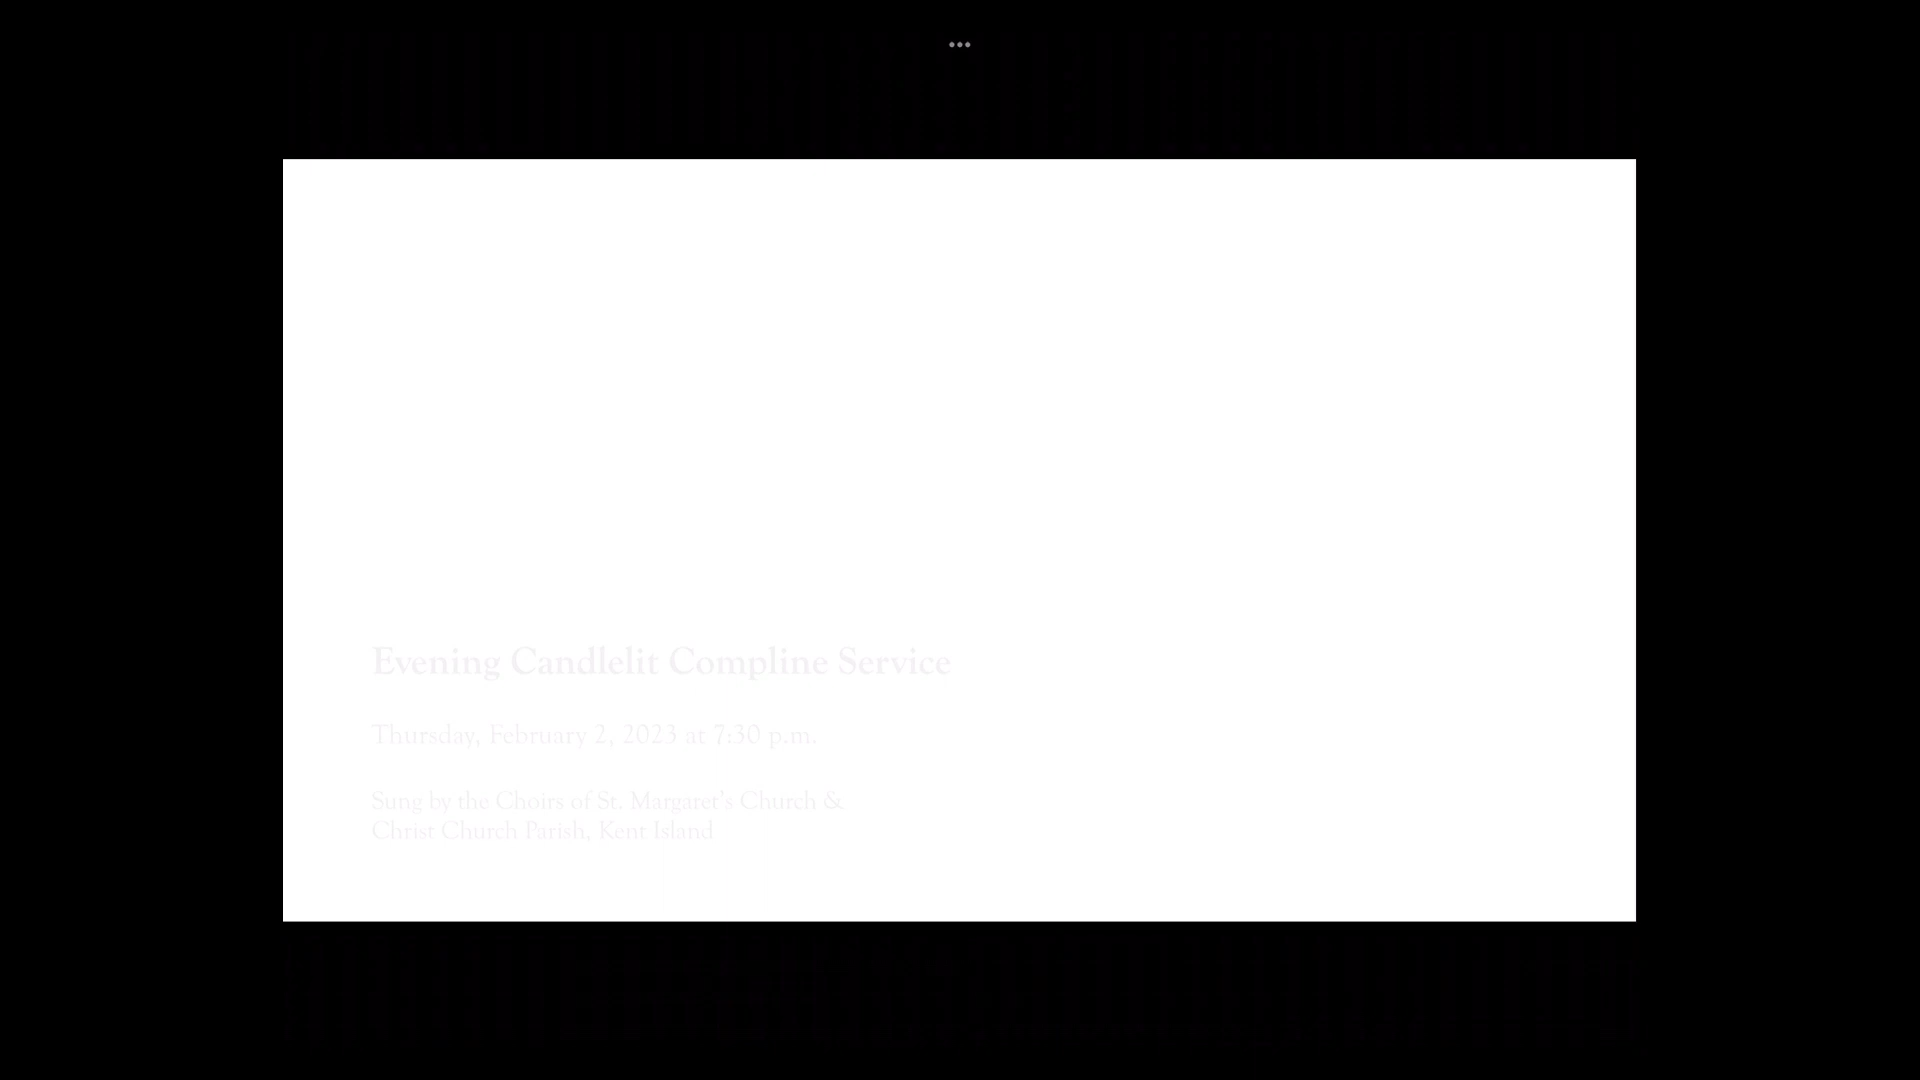 Evening Candlelit Compline Service
Thursday, February 2, 2023 at 7:30 p.m.
Sung by the Choirs of St. Margaret's Church &
Christ Church Parish, Kent Island